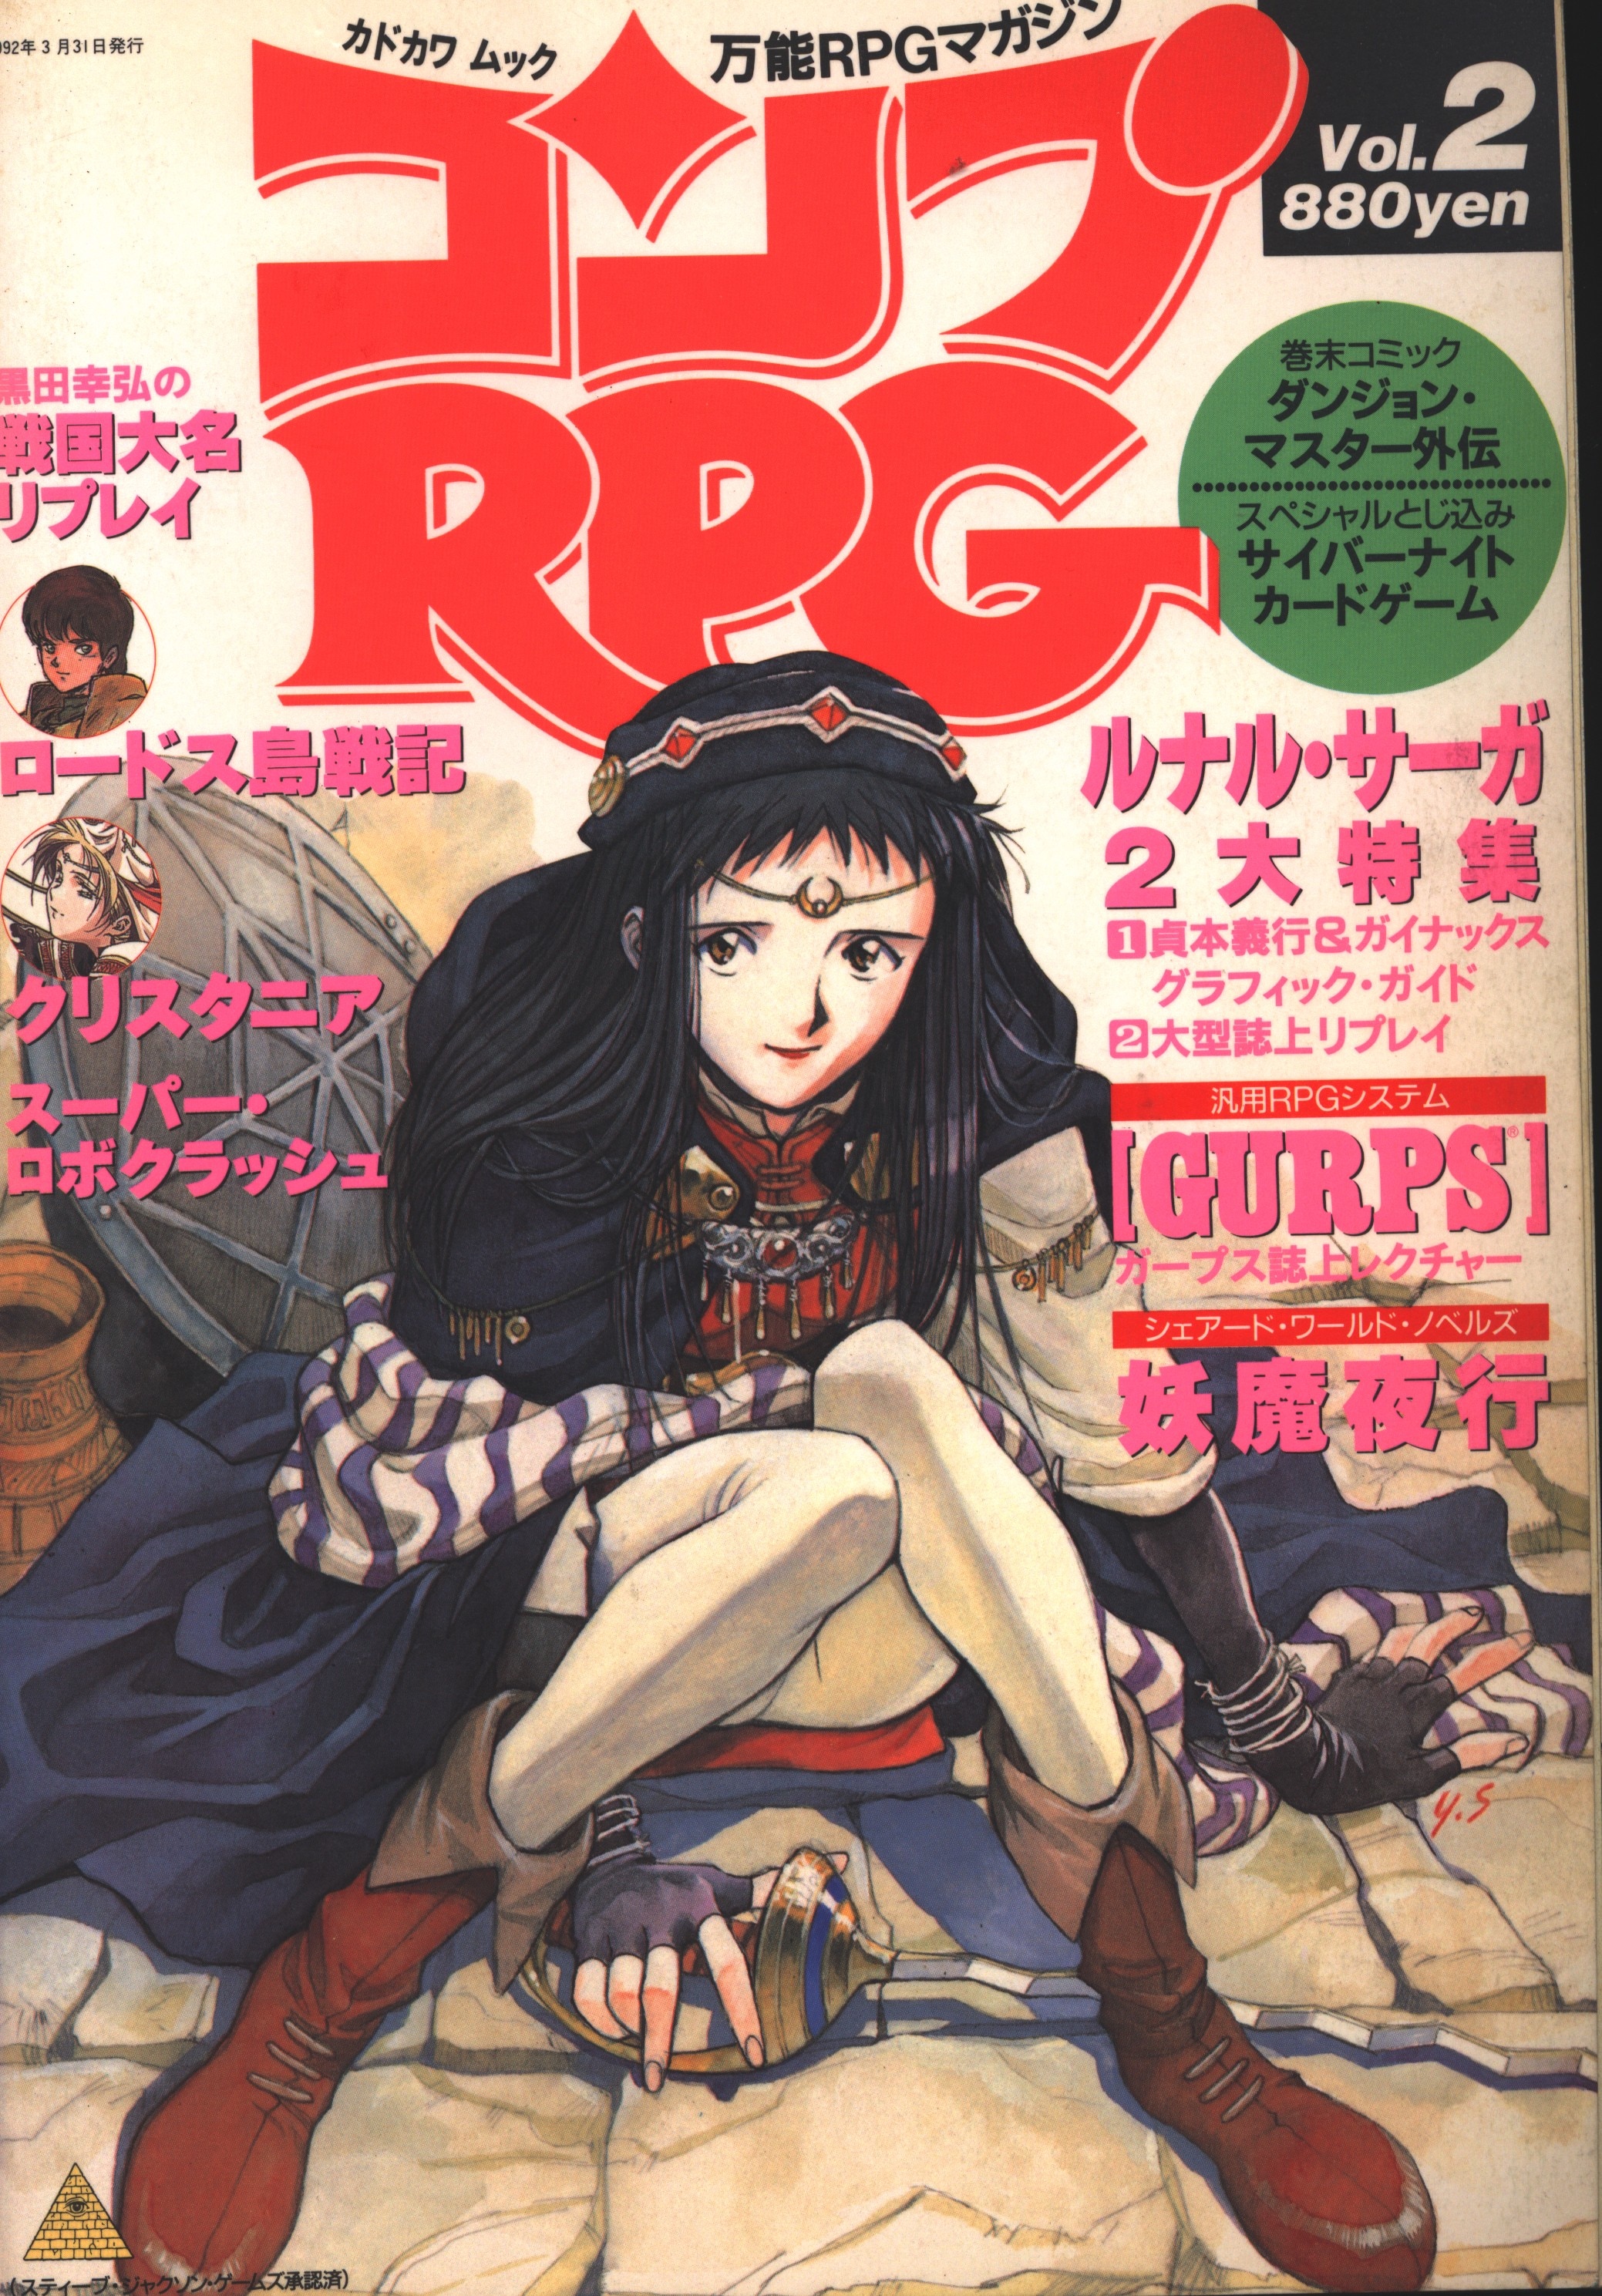 992年3月31日発行
カドカワ ムック
万能RPGマガジン
コンプ
RPG
Vol.2
880yen
巻末コミック
ダンジョン・
マスター外伝
スペシャルとじ込み
サイバーナイト
カードゲーム
黒田幸弘の
戦国大名
リプレイ
ロードス島戦記
クリスタニア
スーパー・
ロボクラッシュ
ルナル・サーガ
2大特集
1貞本義行&ガイナックス
グラフィック・ガイド
2大型誌上リプレイ
汎用RPGシステム
[GURPS®]
ガープス誌上レクチャー
シェアード・ワールド・ノベルズ
妖魔夜行
y.s
(スティーブ・ジャクソン・ゲームズ承認済)